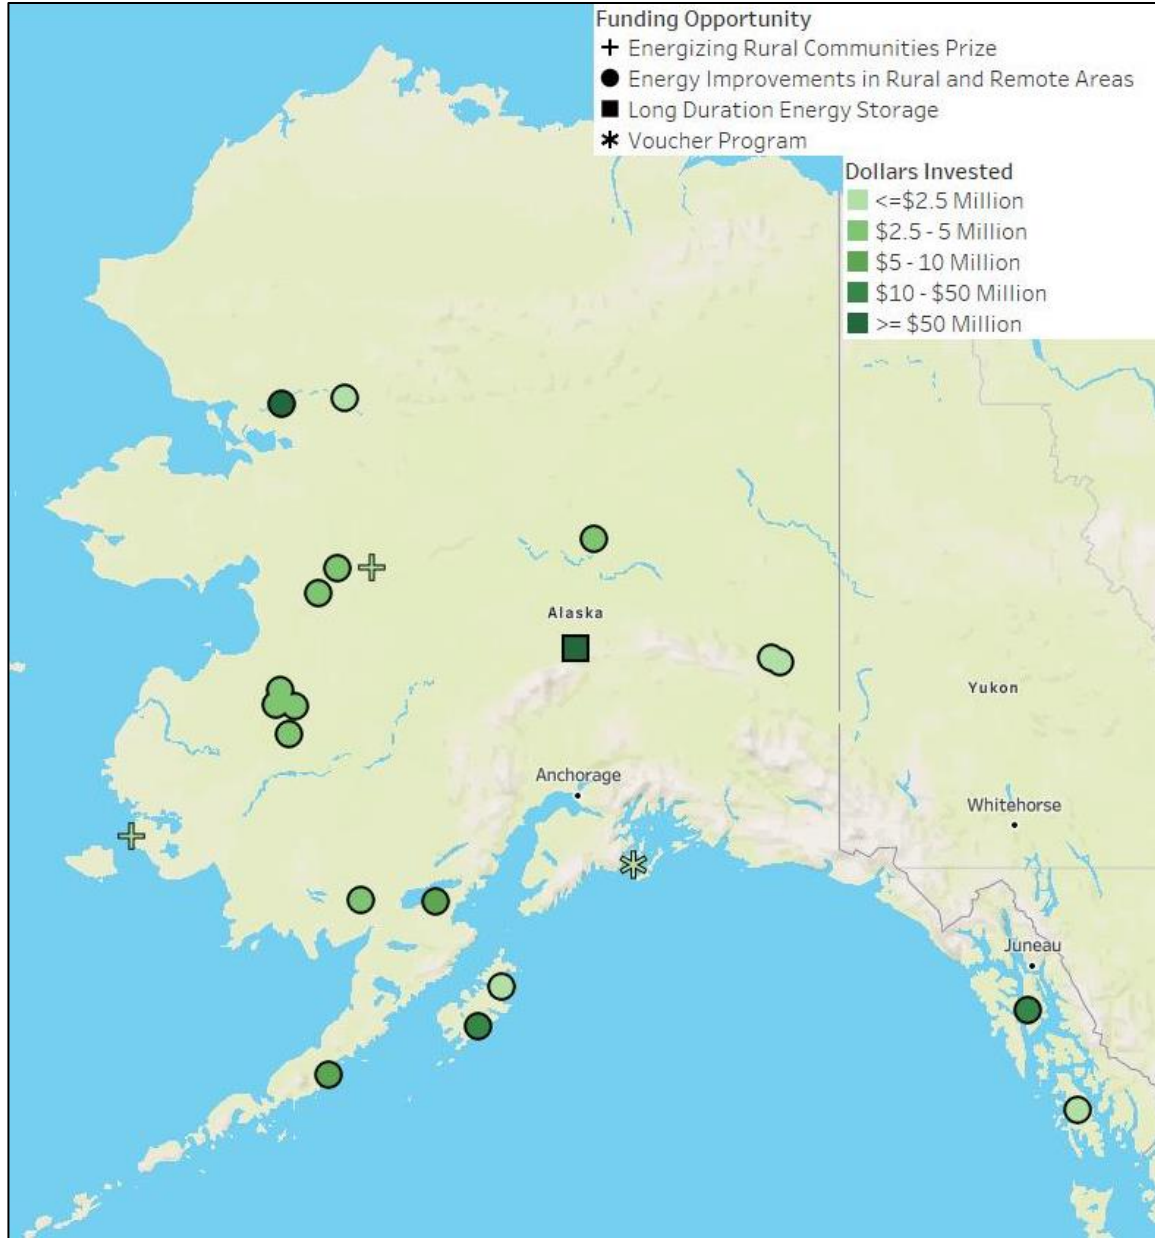 Funding Opportunity
Energizing Rural Communities Prize
Energy Improvements in Rural and Remote Areas
Long Duration Energy Storage
Voucher Program
Dollars Invested
<=$2.5 Million
$2.5 - 5 Million
$5 - 10 Million
$10 - $50 Million
>= $50 Million
Alaska
Yukon
Anchorage
Whitehorse
Juneau